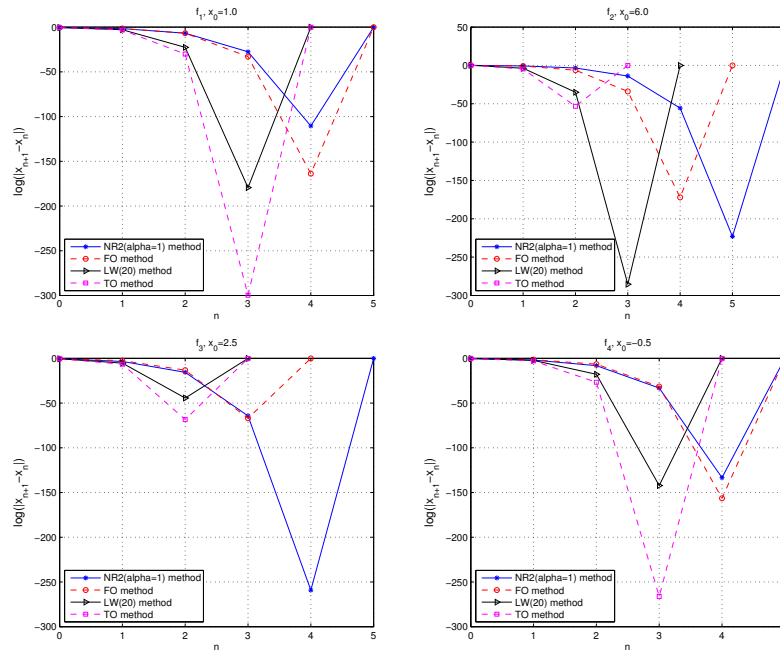 f1, x0=1.0
0
−50
−100
−150
−200
−250
−300
log(|xn+1−xn|)
NR2(alpha=1) method
FO method
LW(20) method
TO method
0 1 2 3 4 5
n
f2, x0=6.0
50
0
−50
−100
−150
−200
−250
−300
log(|xn+1−xn|)
NR2(alpha=1) method
FO method
LW(20) method
TO method
0 1 2 3 4 5
n
f3, x0=2.5
0
−50
−100
−150
−200
−250
−300
log(|xn+1−xn|)
NR2(alpha=1) method
FO method
LW(20) method
TO method
0 1 2 3 4 5
n
f4, x0=−0.5
0
−50
−100
−150
−200
−250
−300
log(|xn+1−xn|)
NR2(alpha=1) method
FO method
LW(20) method
TO method
0 1 2 3 4
n